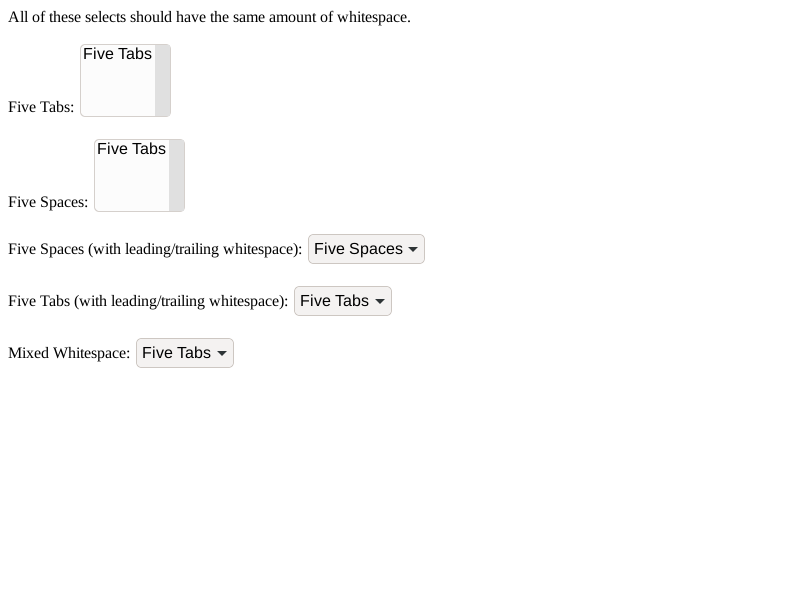 All of these selects should have the same amount of whitespace.
Five Tabs
Five Tabs:
Five Tabs
Five Spaces:
Five Spaces (with leading/trailing whitespace): Five Spaces
Five Tabs (with leading/trailing whitespace): Five Tabs
Mixed Whitespace: Five Tabs